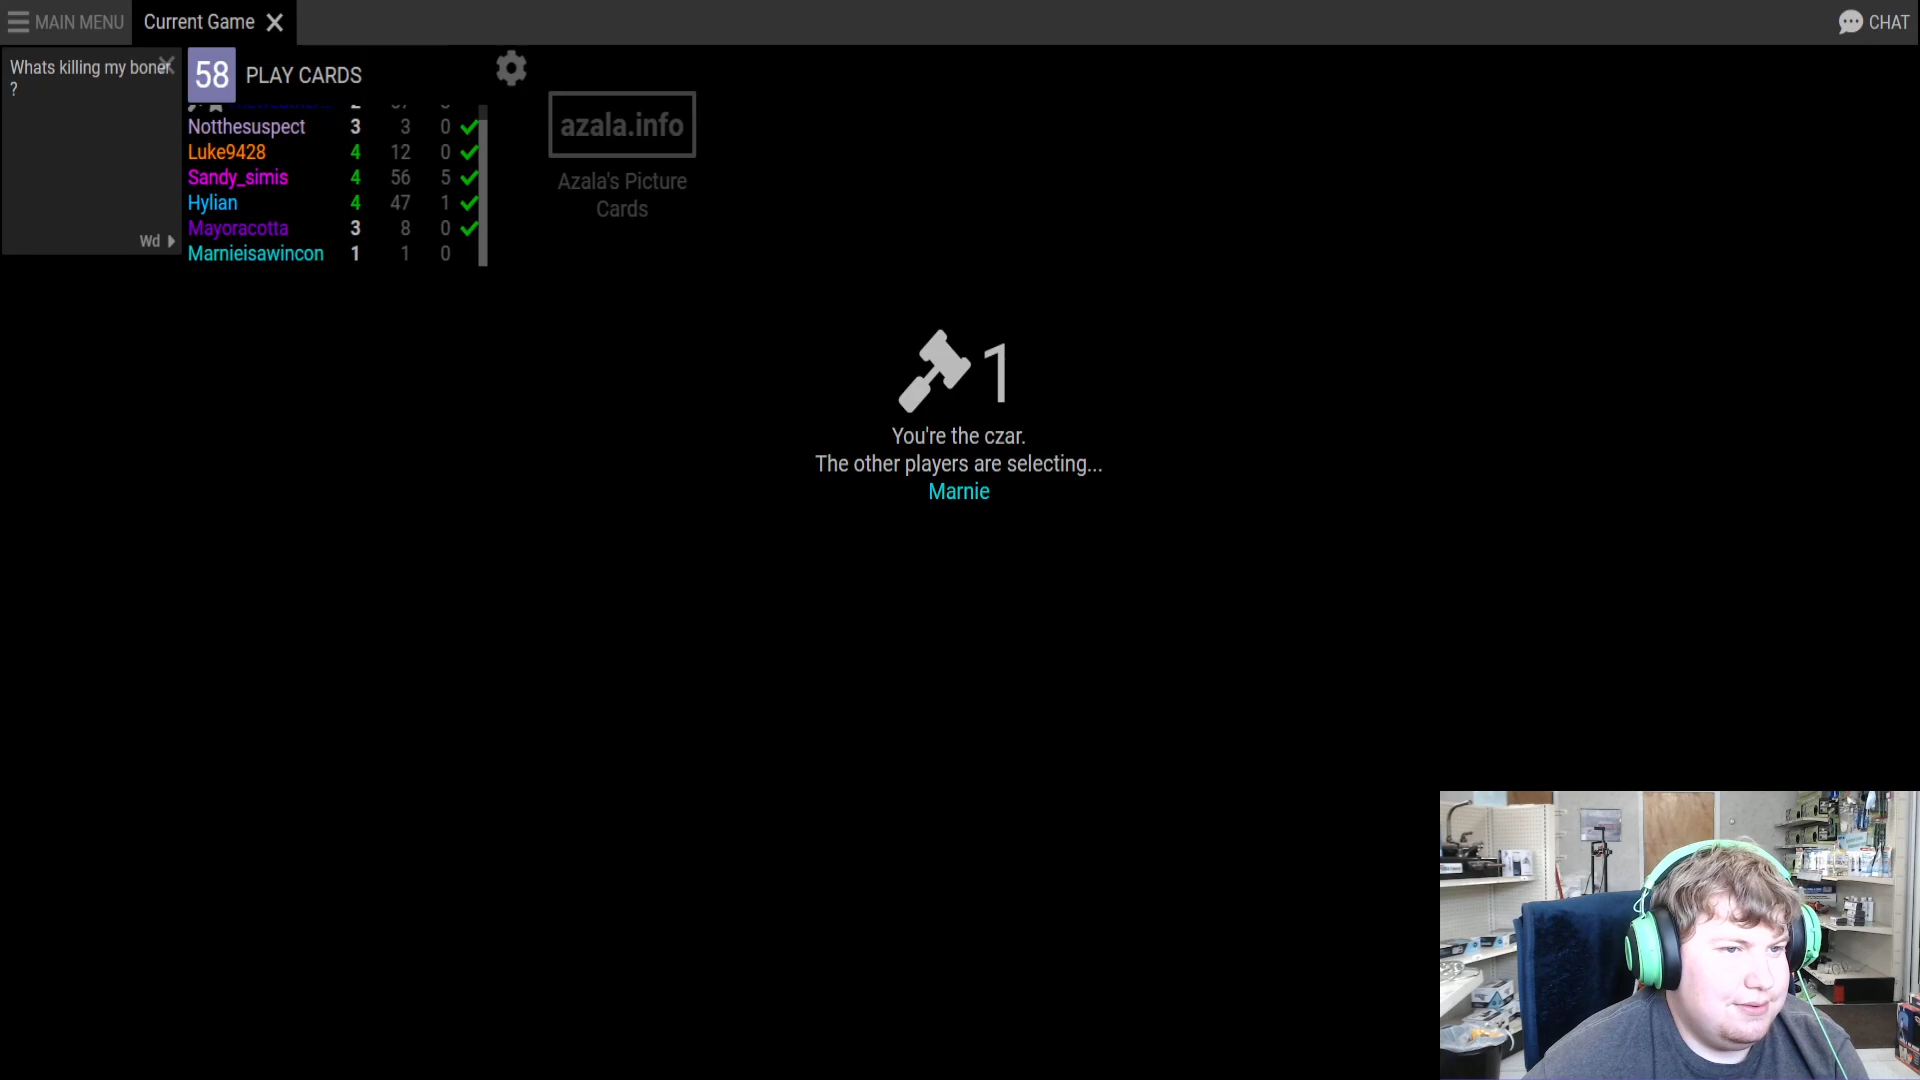 MAIN MENU
Current Game
CHAT
Whats killing my boner
?
Wd
58 PLAY CARDS
Notthesuspect 3 3 0
Luke9428 4 12 0
Sandy_simis 4 56 5
Hylian 4 47 1
Mayoracotta 3 8 0
Marnieisawincon 1 1 0
azala.info
Azala's Picture
Cards
1
You're the czar.
The other players are selecting...
Marnie